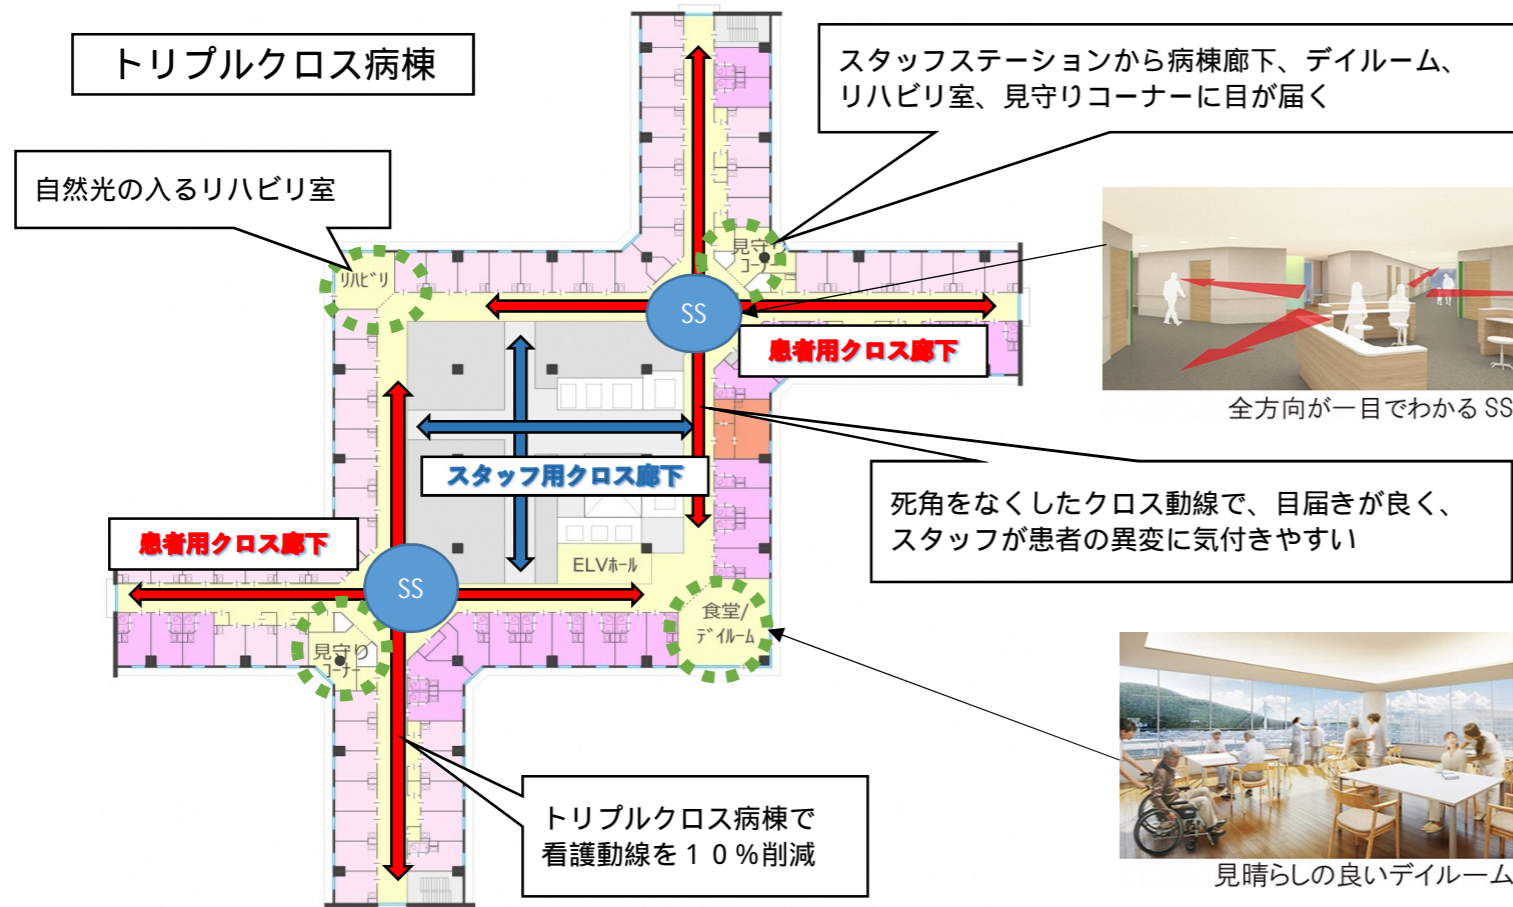 トリプルクロス病棟
スタッフステーションから病棟廊下、デイルーム、
リハビリ室、見守りコーナーに目が届く
自然光の入るリハビリ室
見守り
コーナー
リハビリ
SS
患者用クロス廊下
全方向が一目でわかる SS
スタッフ用クロス廊下
死角をなくしたクロス動線で、目届きが良く、
スタッフが患者の異変に気付きやすい
患者用クロス廊下
ELVホール
SS
食堂/
デイルーム
見守り
コーナー
トリプルクロス病棟で
看護動線を１０％削減
見晴らしの良いデイルーム